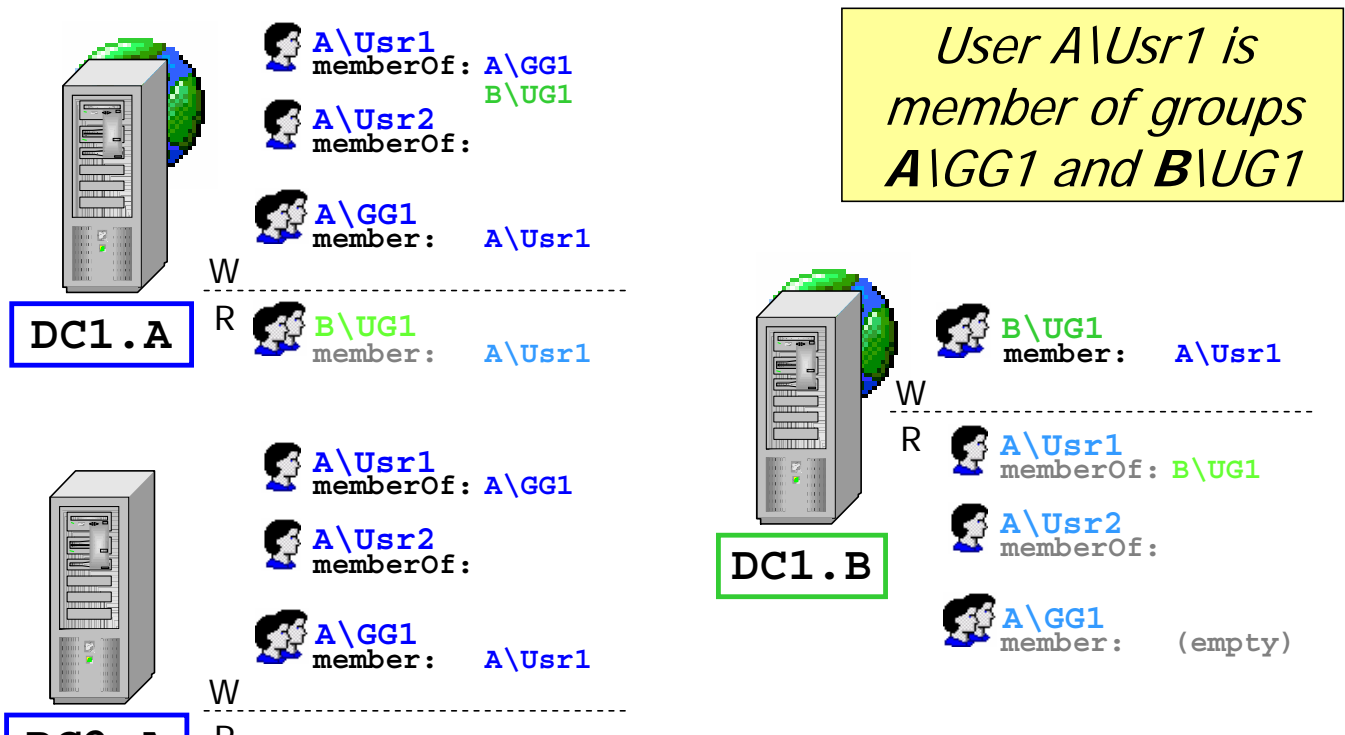 A\Usr1
memberOf: A\GG1
B\UG1
A\Usr2
memberOf:
A\GG1
member: A\Usr1
W
R
B\UG1
member: A\Usr1
DC1.A
A\Usr1
memberOf: A\GG1
A\Usr2
memberOf:
A\GG1
member: A\Usr1
W
User A\Usr1 is
member of groups
A\GG1 and B\UG1
B\UG1
member: A\Usr1
W
R
A\Usr1
memberOf: B\UG1
A\Usr2
memberOf:
A\GG1
member: (empty)
DC1.B